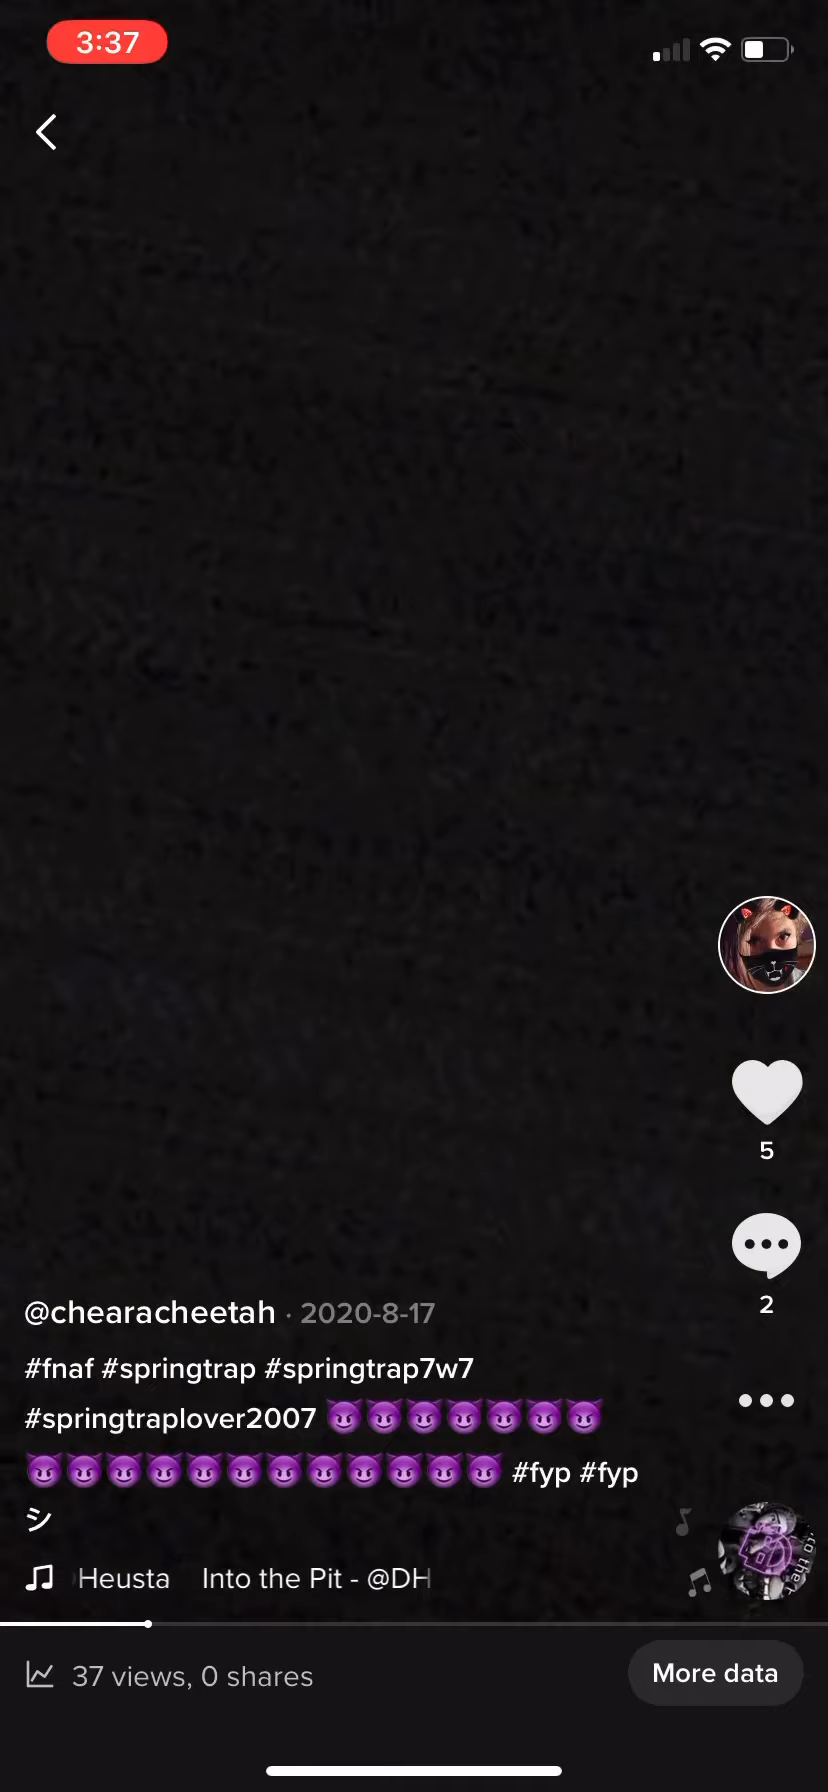 3:37
5
2
@chearacheetah · 2020-8-17
#fnaf #springtrap #springtrap7w7
#springtraplover2007 😈😈😈😈😈😈😈
😈😈😈😈😈😈😈😈😈😈😈😈 #fyp #fyp
シ
Heusta Into the Pit - @DH
37 views, 0 shares
More data